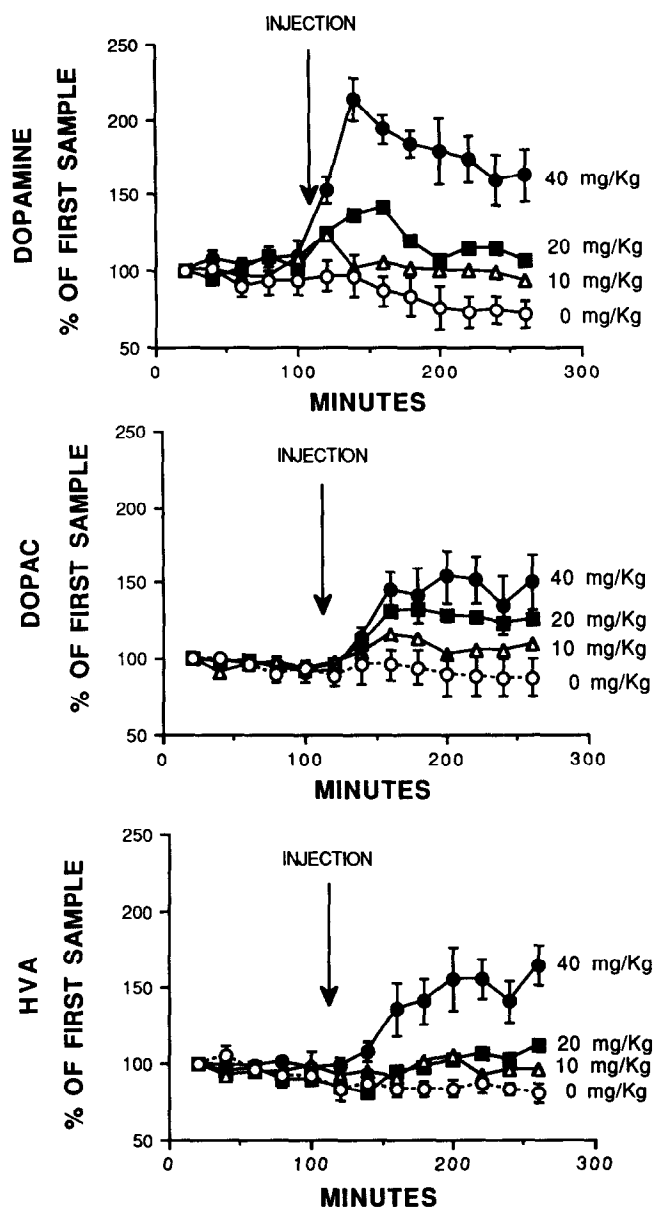 INJECTION
DOPAMINE
% OF FIRST SAMPLE
250
200
150
100
50
40 mg/Kg
20 mg/Kg
10 mg/Kg
0 mg/Kg
0
100
200
300
MINUTES
INJECTION
DOPAC
% OF FIRST SAMPLE
250
200
150
100
50
40 mg/Kg
20 mg/Kg
10 mg/Kg
0 mg/Kg
0
100
200
300
MINUTES
INJECTION
HVA
% OF FIRST SAMPLE
250
200
150
100
50
40 mg/Kg
20 mg/Kg
10 mg/Kg
0 mg/Kg
0
100
200
300
MINUTES